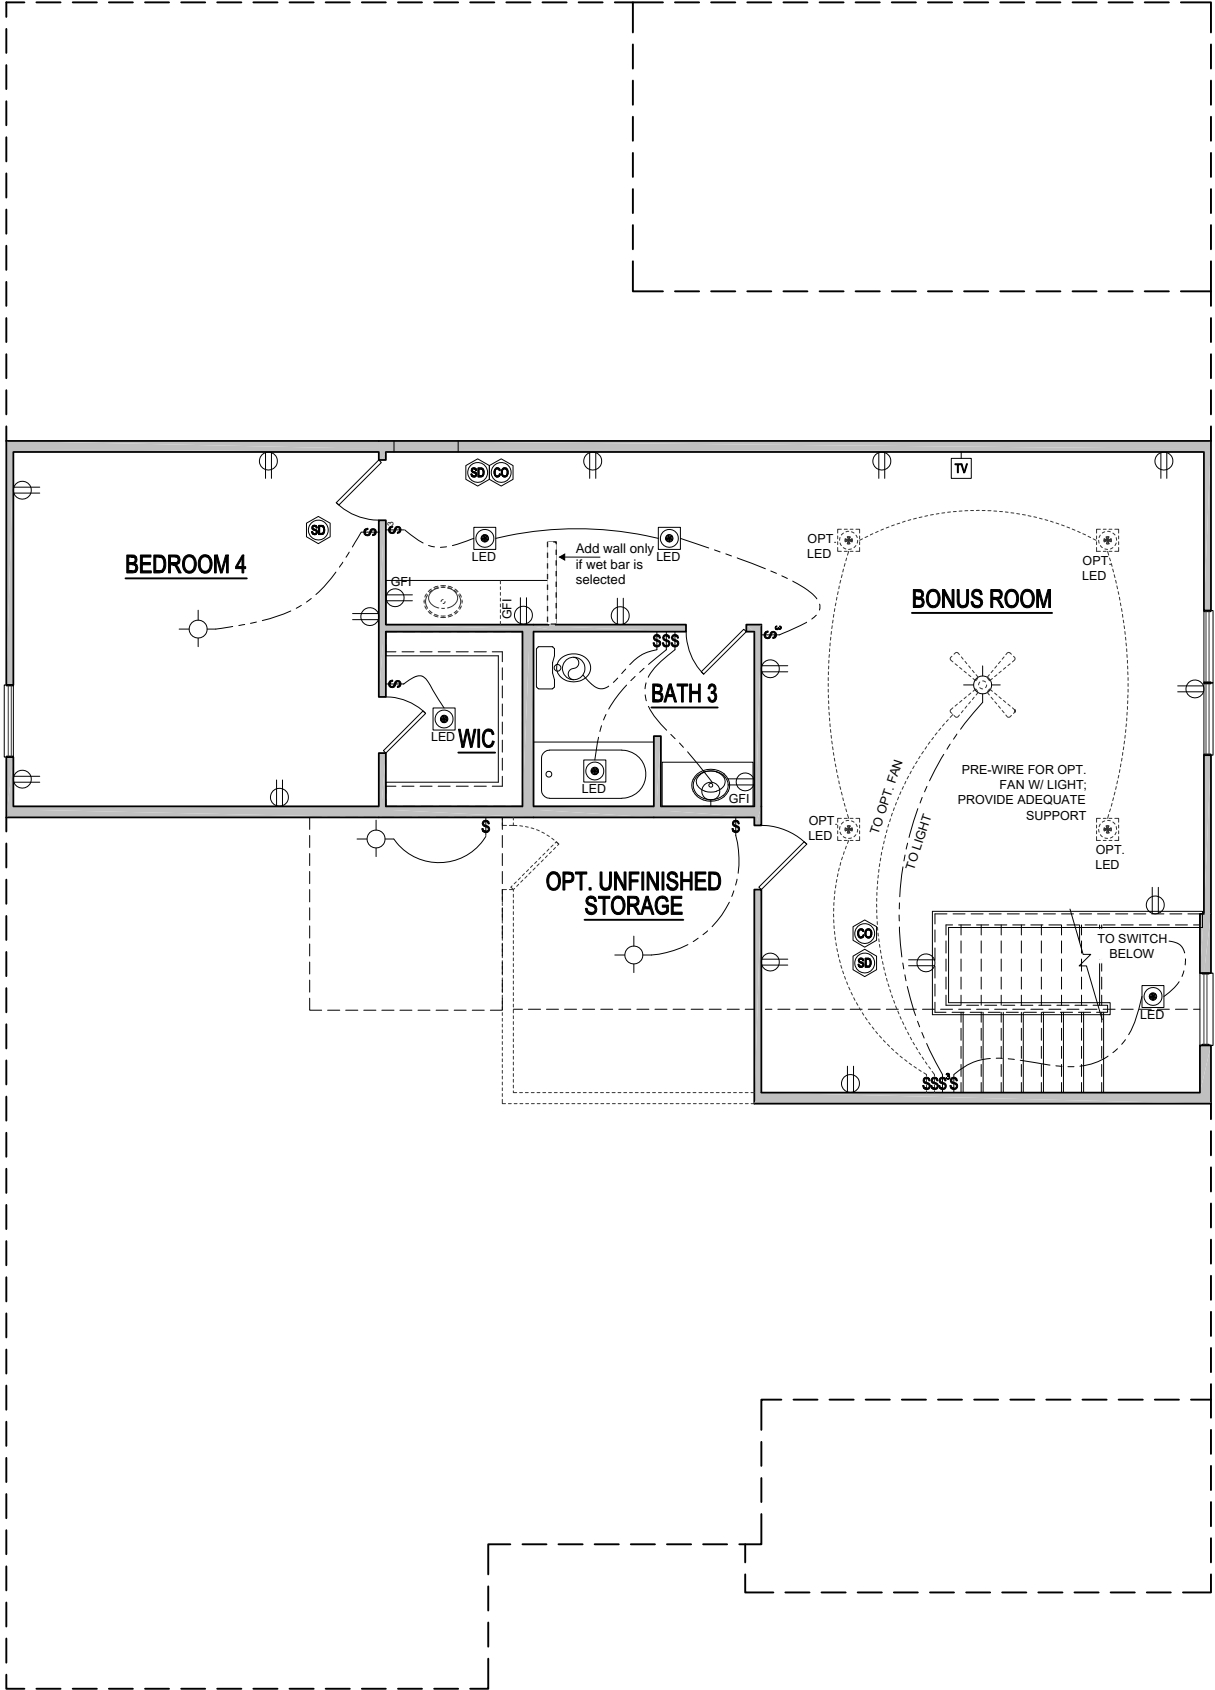 SD
CO
TV
SD
$
$3
LED
LED
Add wall only
if wet bar is
selected
OPT.
LED
OPT.
LED
BEDROOM 4
GFI
GFI
BONUS ROOM
$3
$$$
BATH 3
$
LED
WIC
LED
GFI
TO OPT. FAN
TO LIGHT
PRE-WIRE FOR OPT.
FAN W/ LIGHT;
PROVIDE ADEQUATE
SUPPORT
OPT.
LED
OPT.
LED
$
$
OPT. UNFINISHED
STORAGE
CO
SD
TO SWITCH
BELOW
LED
$$$3$